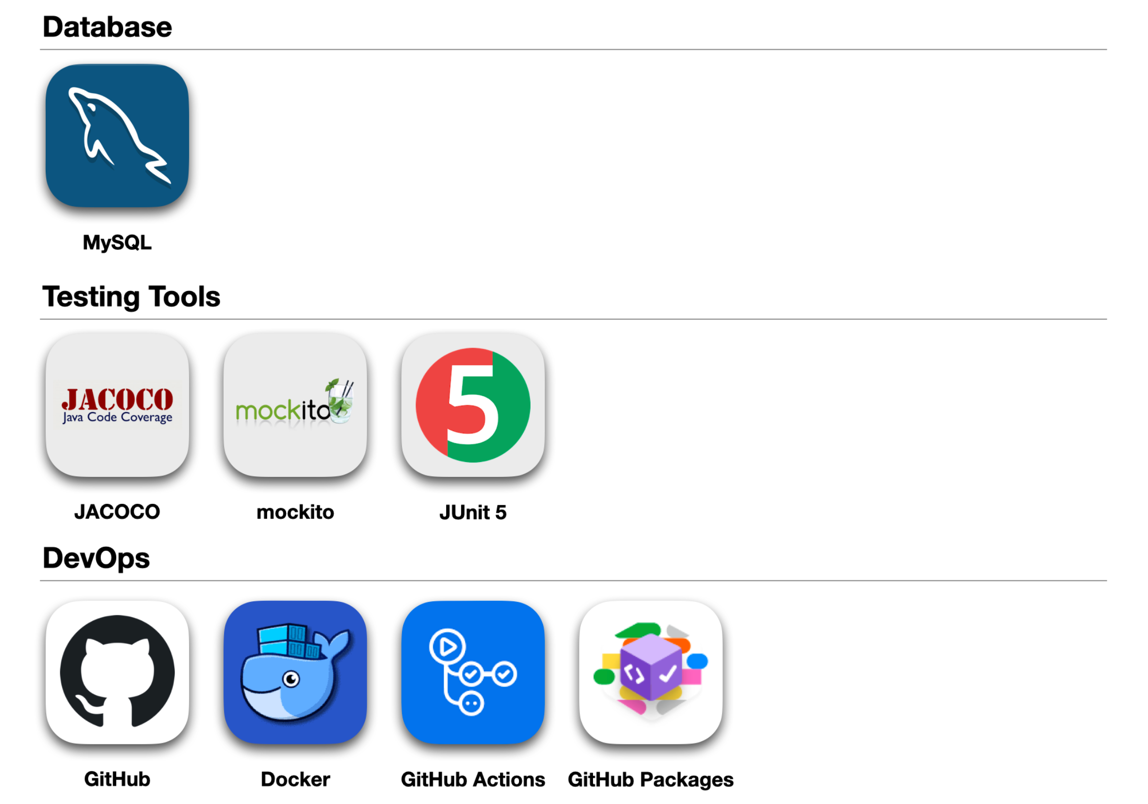 Database
MySQL
Testing Tools
JACOCO
Java Code Coverage
mockito
5
JACOCO
mockito
JUnit 5
DevOps
GitHub
Docker
GitHub Actions
GitHub Packages